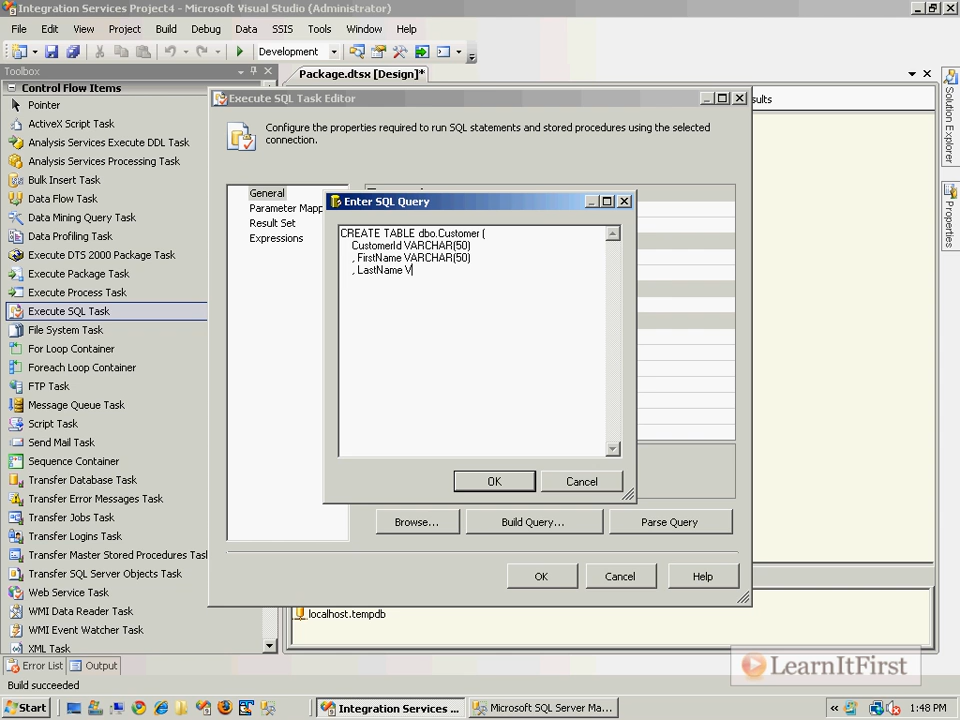 Integration Services Project4 - Microsoft Visual Studio (Administrator)
File Edit View Project Build Debug Data SSIS Tools Window Help
Development
Toolbox
Package.dtsx [Design]*
Control Flow Items
Pointer
ActiveX Script Task
Analysis Services Execute DDL Task
Analysis Services Processing Task
Bulk Insert Task
Data Flow Task
Data Mining Query Task
Data Profiling Task
Execute DTS 2000 Package Task
Execute Package Task
Execute Process Task
Execute SQL Task
File System Task
For Loop Container
Foreach Loop Container
FTP Task
Message Queue Task
Script Task
Send Mail Task
Sequence Container
Transfer Database Task
Transfer Error Messages Task
Transfer Jobs Task
Transfer Logins Task
Transfer Master Stored Procedures Task
Transfer SQL Server Objects Task
Web Service Task
WMI Data Reader Task
WMI Event Watcher Task
XML Task
Error List Output
Build succeeded
Execute SQL Task Editor
Configure the properties required to run SQL statements and stored procedures using the selected
connection.
General
Parameter Mapp
Result Set
Expressions
Enter SQL Query
CREATE TABLE dbo.Customer (
CustomerId VARCHAR(50)
, FirstName VARCHAR(50)
, LastName V
OK Cancel
Browse... Build Query... Parse Query
OK Cancel Help
sults
localhost.tempdb
Solution Explorer
Properties
LearnItFirst
Start
Integration Services ...
Microsoft SQL Server Ma...
«
1:48 PM